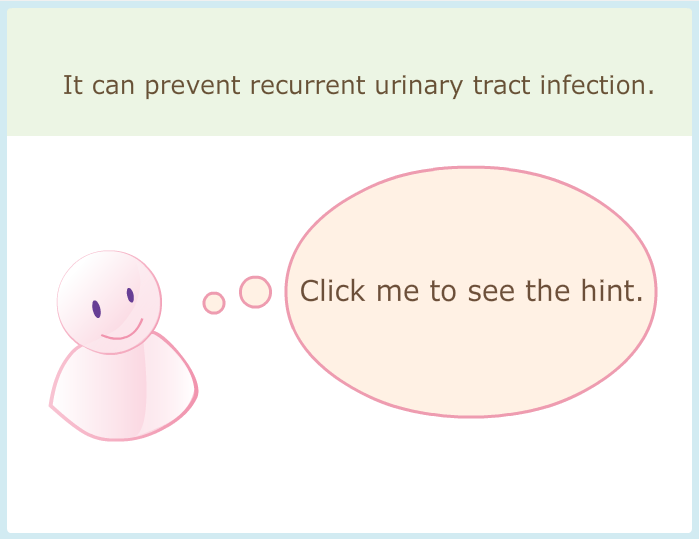 It can prevent recurrent urinary tract infection.
Click me to see the hint.